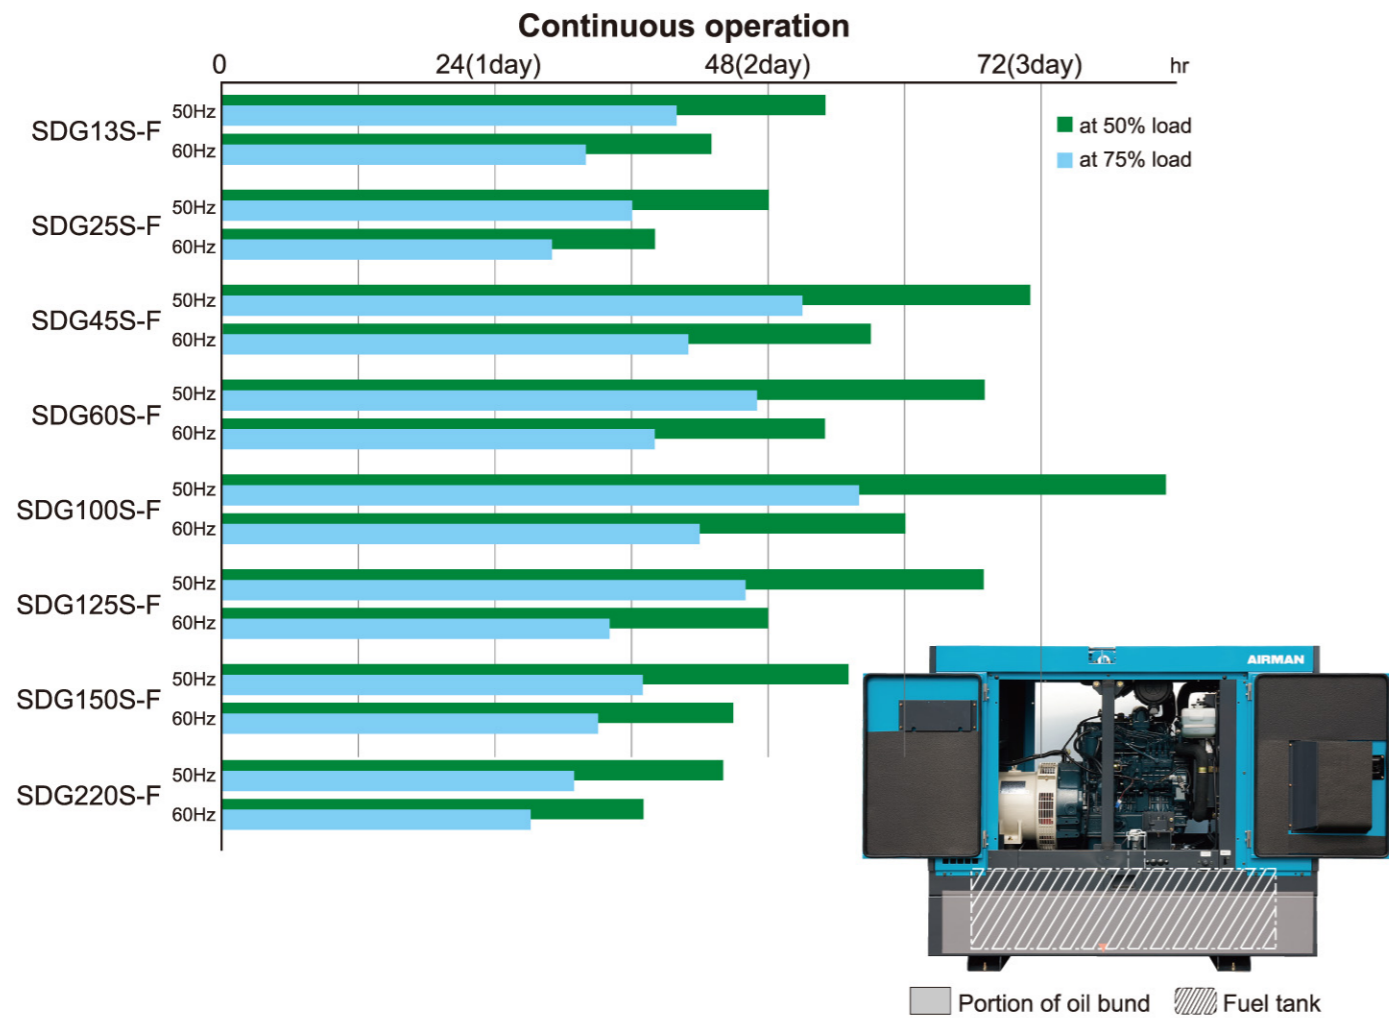 Continuous operation
0 24(1day) 48(2day) 72(3day) hr
SDG13S-F 50Hz 60Hz
at 50% load
at 75% load
SDG25S-F 50Hz 60Hz
SDG45S-F 50Hz 60Hz
SDG60S-F 50Hz 60Hz
SDG100S-F 50Hz 60Hz
SDG125S-F 50Hz 60Hz
SDG150S-F 50Hz 60Hz
SDG220S-F 50Hz 60Hz
AIRMAN
Portion of oil bund Fuel tank